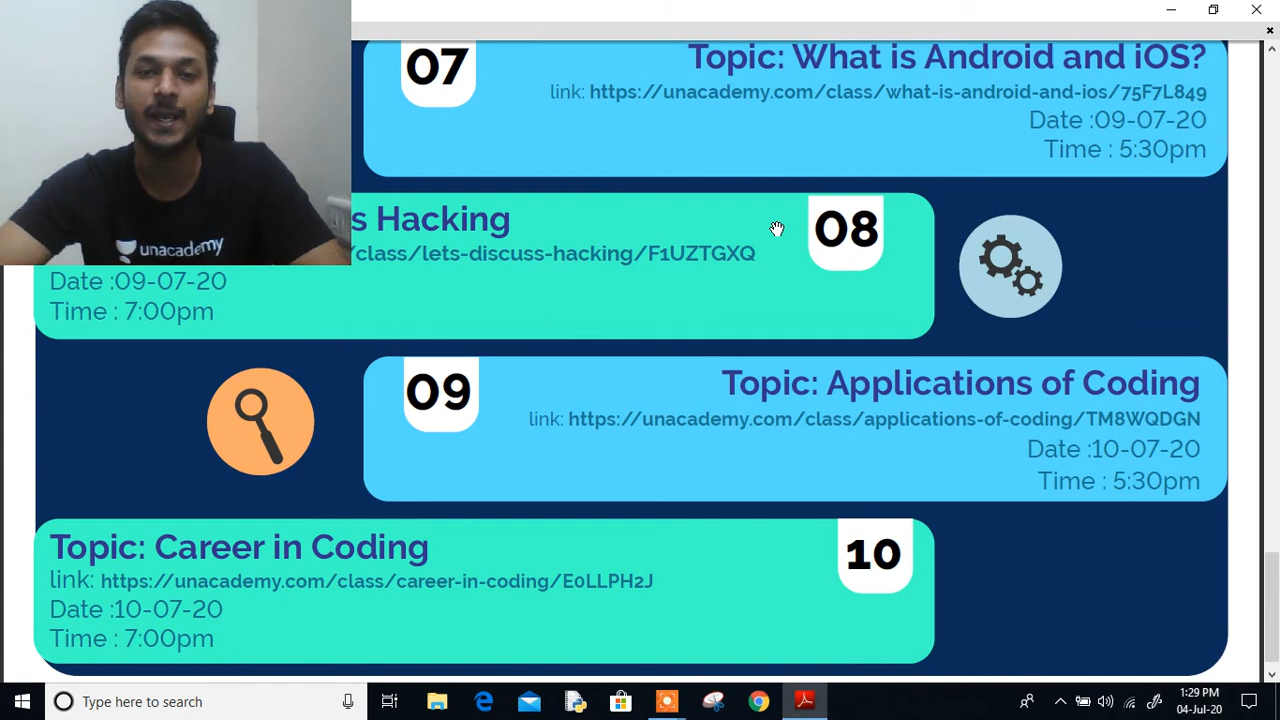 07
Topic: What is Android and iOS?
link: https://unacademy.com/class/what-is-android-and-ios/75F7L849
Date :09-07-20
Time : 5:30pm
s Hacking
/class/lets-discuss-hacking/F1UZTGXQ
Date :09-07-20
Time : 7:00pm
08
unacademy
09
Topic: Applications of Coding
link: https://unacademy.com/class/applications-of-coding/TM8WQDGN
Date :10-07-20
Time : 5:30pm
Topic: Career in Coding
link: https://unacademy.com/class/career-in-coding/E0LLPH2J
Date :10-07-20
Time : 7:00pm
10
Type here to search
1:29 PM
04-Jul-20